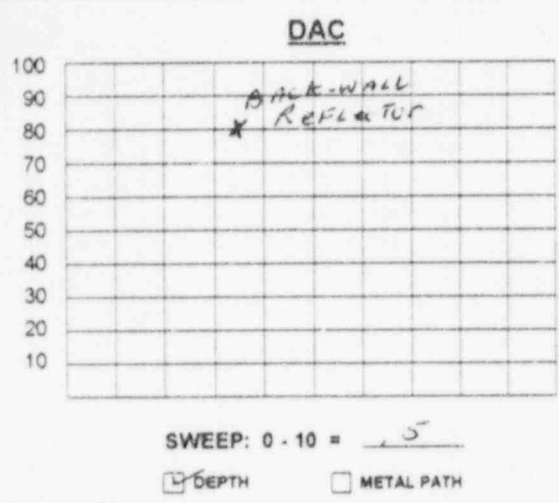 DAC
100
90
80
70
60
50
40
30
20
10
BACK-WALL
REFLECTOR
SWEEP: 0 - 10 = .5
DEPTH
METAL PATH